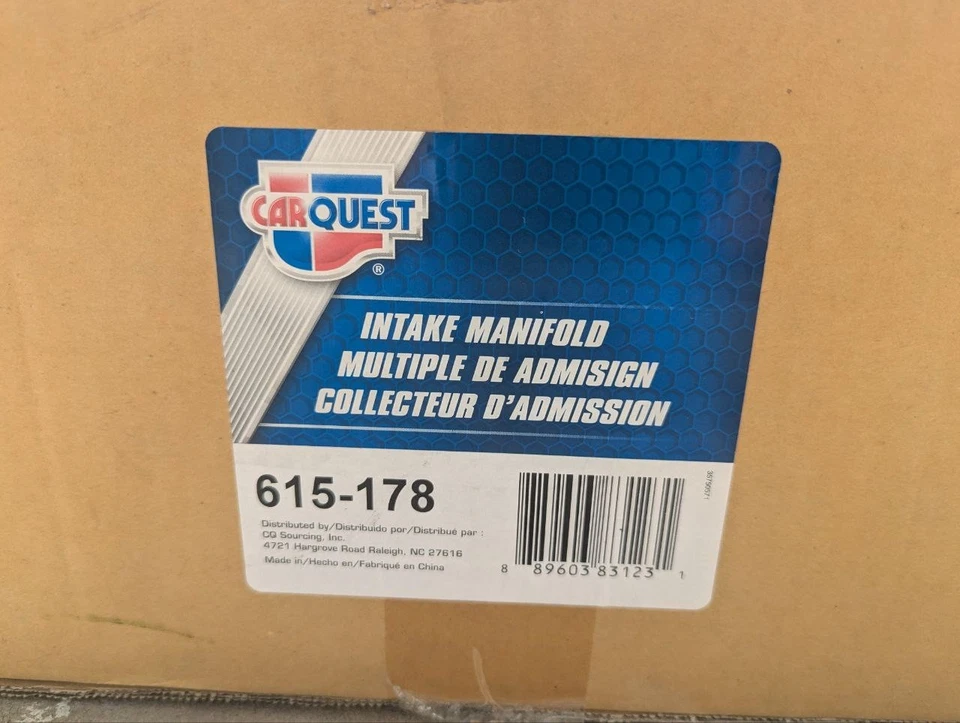 CARQUEST
®
INTAKE MANIFOLD
MULTIPLE DE ADMISIGN
COLLECTEUR D'ADMISSION
615-178
Distributed by/Distribuido por/Distribué par :
CQ Sourcing, Inc.
4721 Hargrove Road Raleigh, NC 27616
Made in/Hecho en/Fabriqué en China
8 89603 83123 1